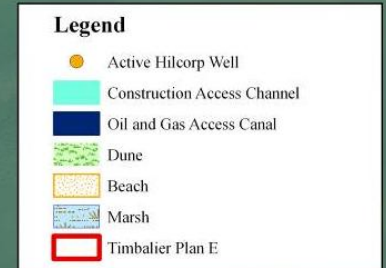 Legend
Active Hilcorp Well
Construction Access Channel
Oil and Gas Access Canal
Dune
Beach
Marsh
Timbalier Plan E